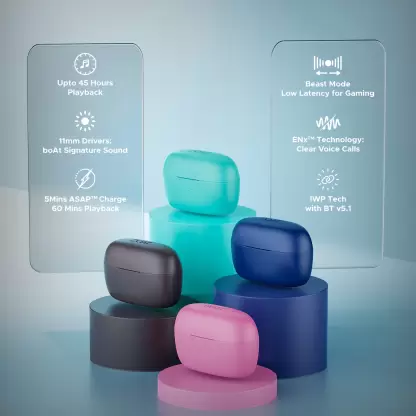 Upto 45 Hours
Playback
11mm Drivers:
boAt Signature Sound
5Mins ASAP™ Charge
60 Mins Playback
Beast Mode
Low Latency for Gaming
ENx™ Technology:
Clear Voice Calls
IWP Tech
with BT v5.1